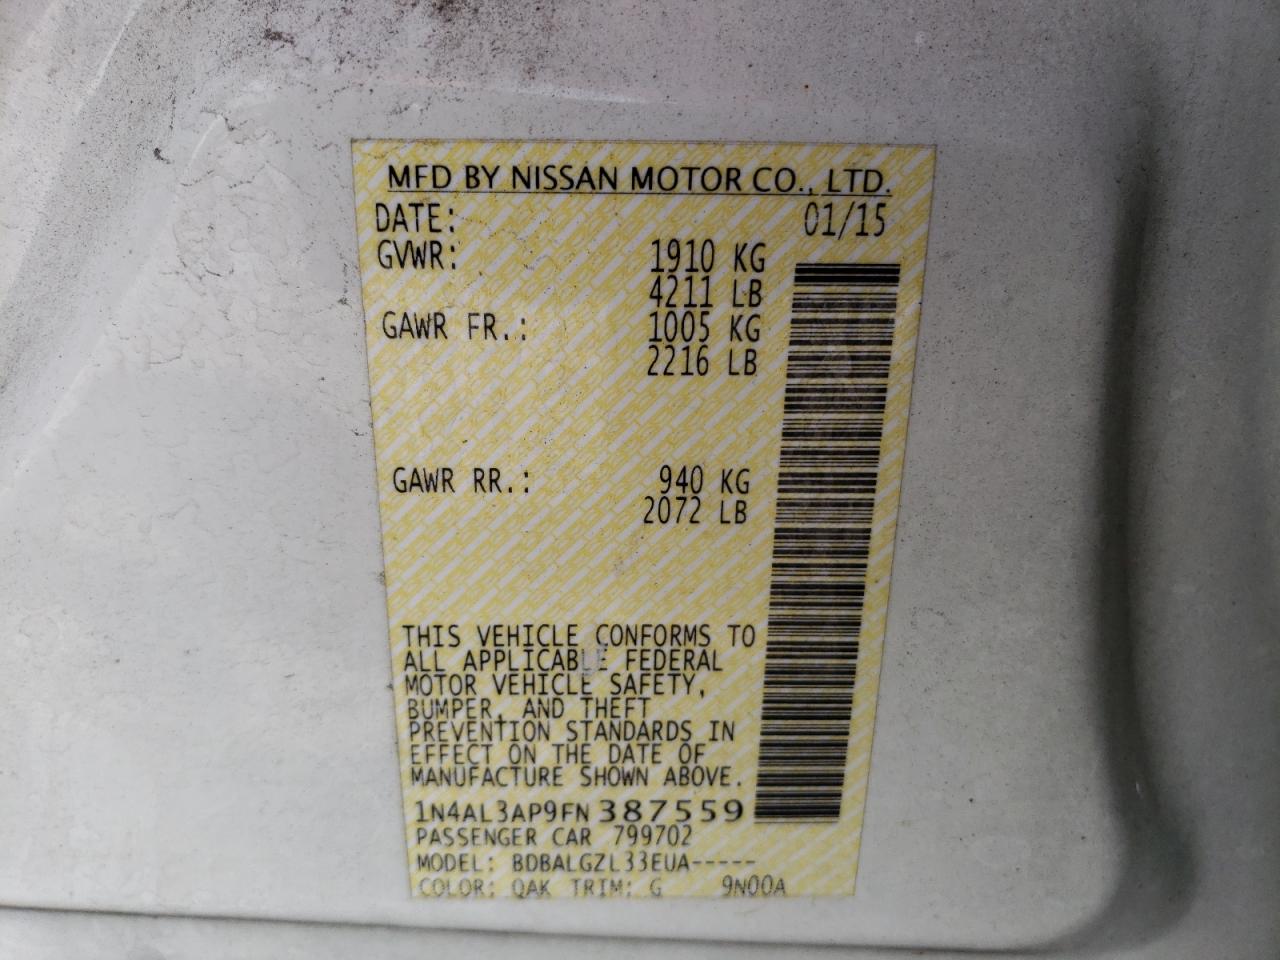 MFD BY NISSAN MOTOR CO., LTD.
DATE: 01/15
GVWR: 1910 KG
4211 LB
GAWR FR.: 1005 KG
2216 LB
GAWR RR.: 940 KG
2072 LB
THIS VEHICLE CONFORMS TO
ALL APPLICABLE FEDERAL
MOTOR VEHICLE SAFETY,
BUMPER, AND THEFT
PREVENTION STANDARDS IN
EFFECT ON THE DATE OF
MANUFACTURE SHOWN ABOVE.
1N4AL3AP9FN387559
PASSENGER CAR 799702
MODEL: BDBALGZL33EUA-----
COLOR: QAK TRIM: G 9N00A